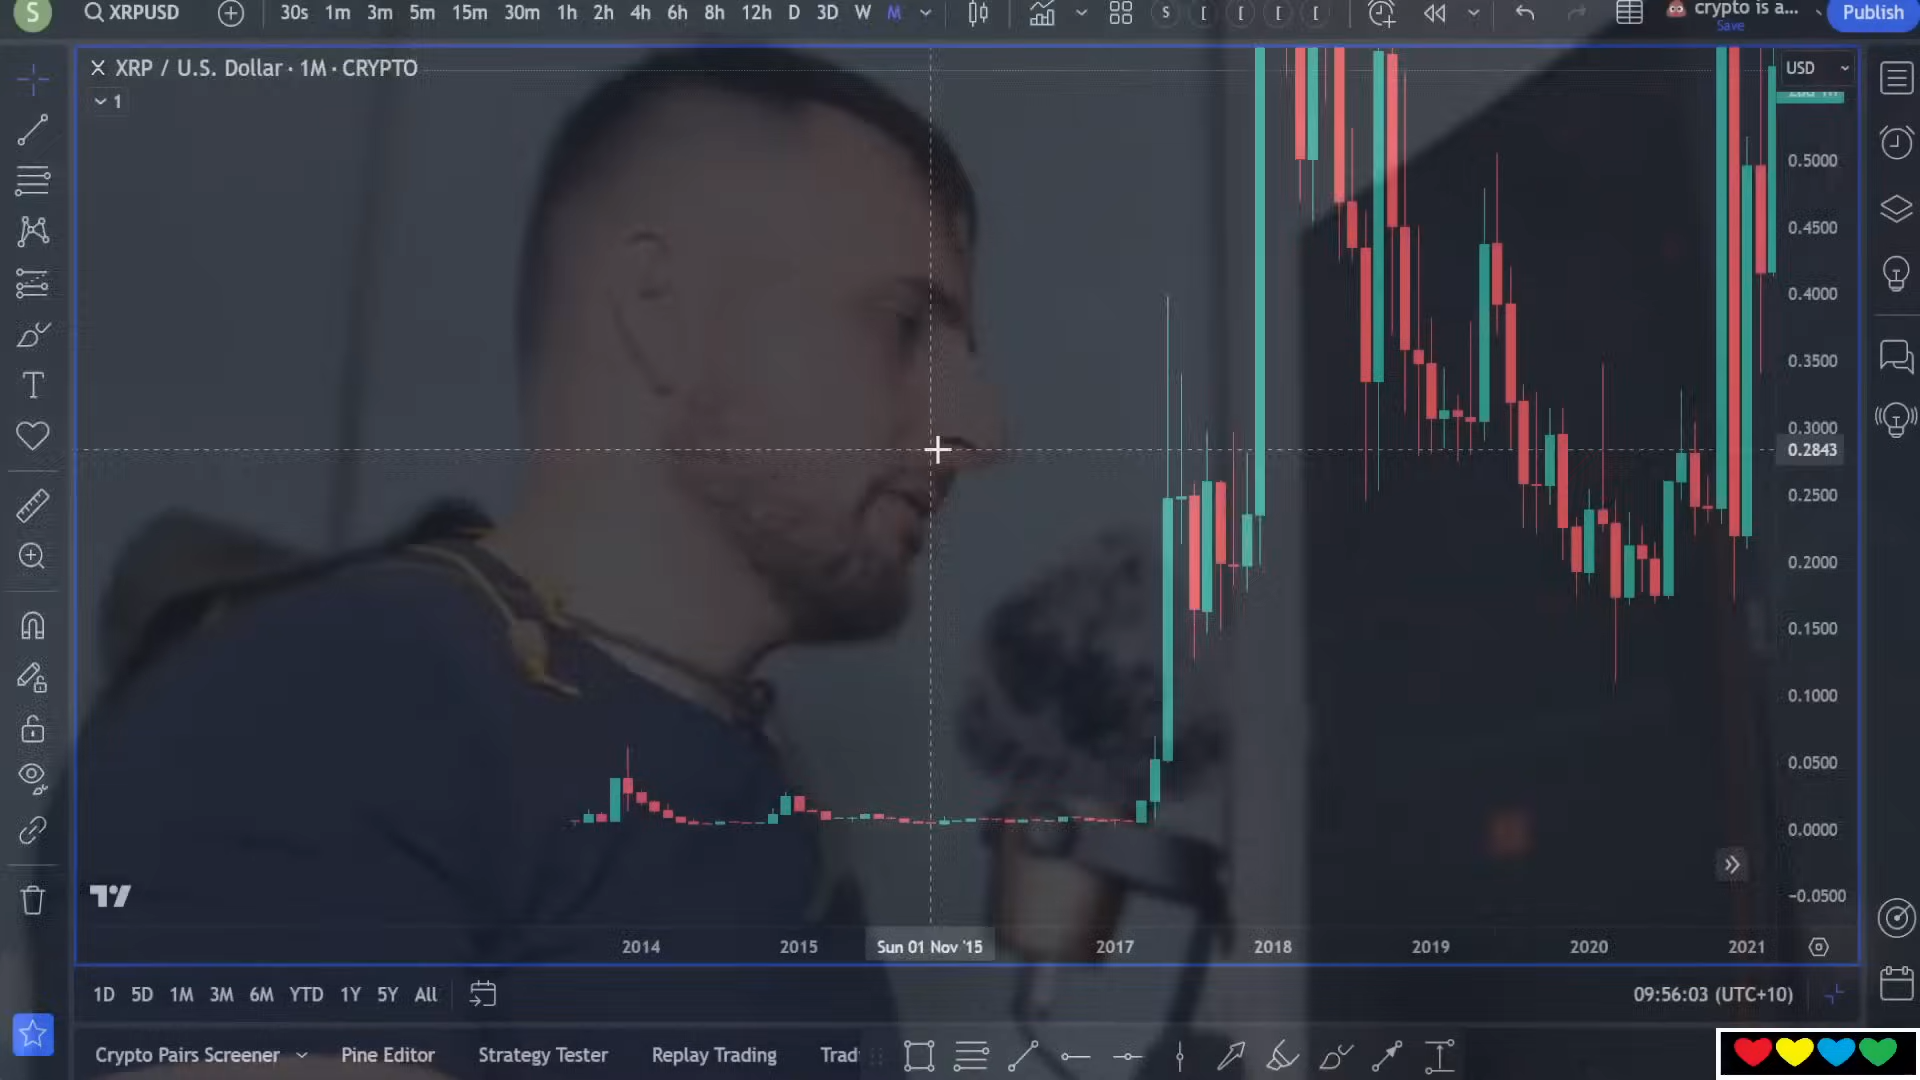 S XRPUSD 30s 1m 3m 5m 15m 30m 1h 2h 4h 6h 8h 12h D 3D W M S [ [ [ [ crypto is a... Publish
Save
XRP / U.S. Dollar · 1M · CRYPTO USD
1
0.5000
0.4500
0.4000
0.3500
0.3000
0.2843
0.2500
0.2000
0.1500
0.1000
0.0500
0.0000
−0.0500
2014 2015 Sun 01 Nov '15 2017 2018 2019 2020 2021
1D 5D 1M 3M 6M YTD 1Y 5Y All 09:56:03 (UTC+10)
Crypto Pairs Screener Pine Editor Strategy Tester Replay Trading Trad